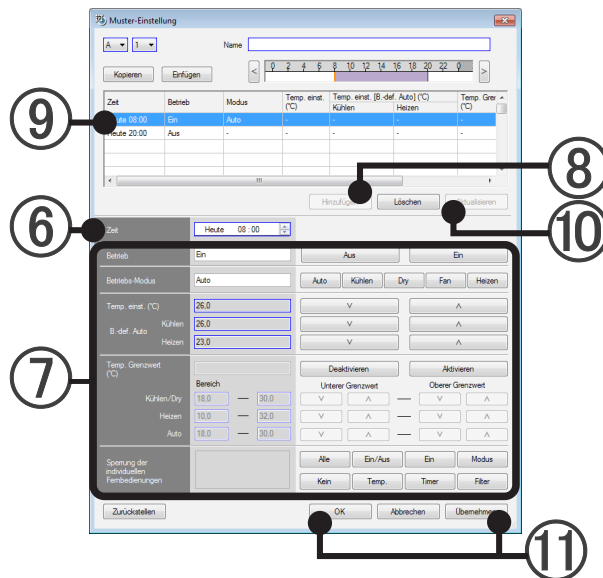 Muster-Einstellung
A 1 Name
Kopieren Einfügen < 0 2 4 6 8 10 12 14 16 18 20 22 0 >
Zeit Betrieb Modus Temp. einst. (°C) Temp. einst. [B.-def. Auto] (°C) Temp. Gre (°C)
Kühlen Heizen
⑨ Heute 08:00 Ein Auto - - - -
Heute 20:00 Aus - - - - -
⑧
Hinzufügen Löschen Aktualisieren
⑩
⑥ Zeit Heute 08 : 00
Betrieb Ein Aus Ein
Betriebs-Modus Auto Auto Kühlen Dry Fan Heizen
Temp. einst. (°C) 26,0 ∨ ∧
B.-def. Auto Kühlen 26,0 ∨ ∧
Heizen 23,0 ∨ ∧
⑦
Temp. Grenzwert (°C) Deaktivieren Aktivieren
Bereich Unterer Grenzwert Oberer Grenzwert
Kühlen/Dry 18,0 — 30,0 ∨ ∧ — ∨ ∧
Heizen 10,0 — 32,0 ∨ ∧ — ∨ ∧
Auto 18,0 — 30,0 ∨ ∧ — ∨ ∧
Sperrung der individuellen Fernbedienungen Alle Ein/Aus Ein Modus
Kein Temp. Timer Filter
Zurückstellen OK Abbrechen Übernehmen
⑪